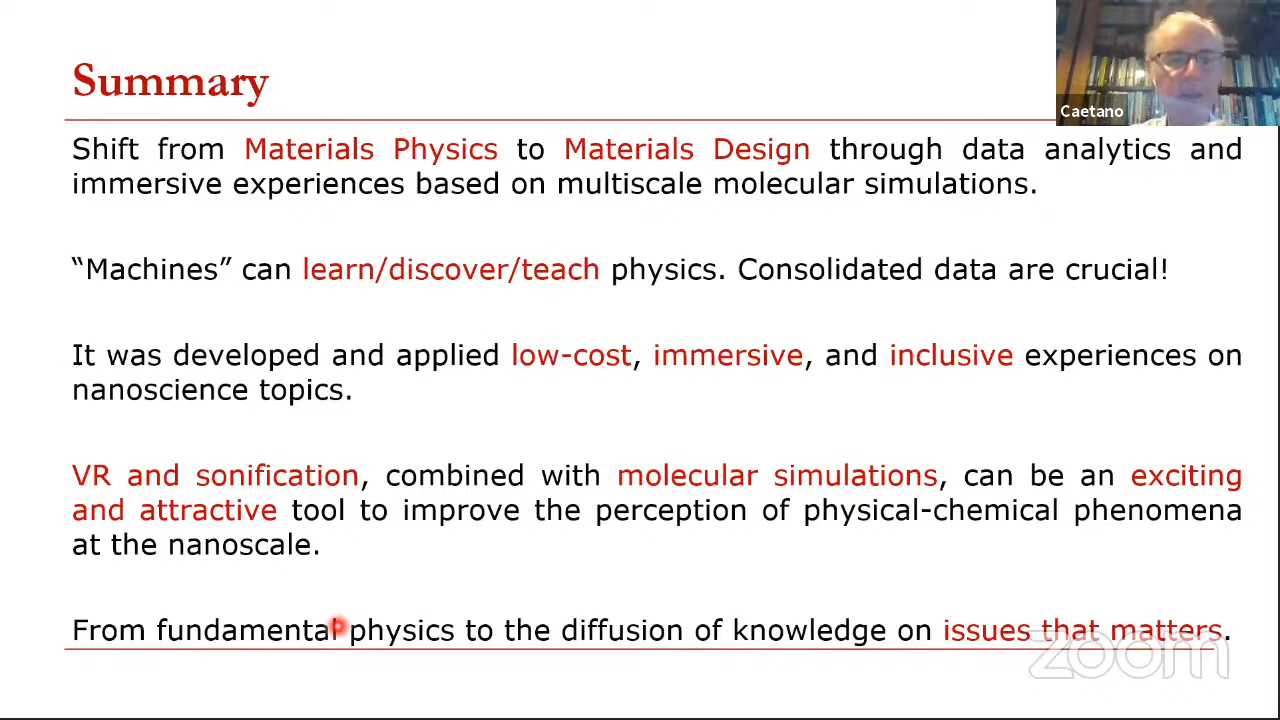 Summary
Caetano
Shift from Materials Physics to Materials Design through data analytics and
immersive experiences based on multiscale molecular simulations.
“Machines” can learn/discover/teach physics. Consolidated data are crucial!
It was developed and applied low-cost, immersive, and inclusive experiences on
nanoscience topics.
VR and sonification, combined with molecular simulations, can be an exciting
and attractive tool to improve the perception of physical-chemical phenomena
at the nanoscale.
From fundamental physics to the diffusion of knowledge on issues that matters.
zoom